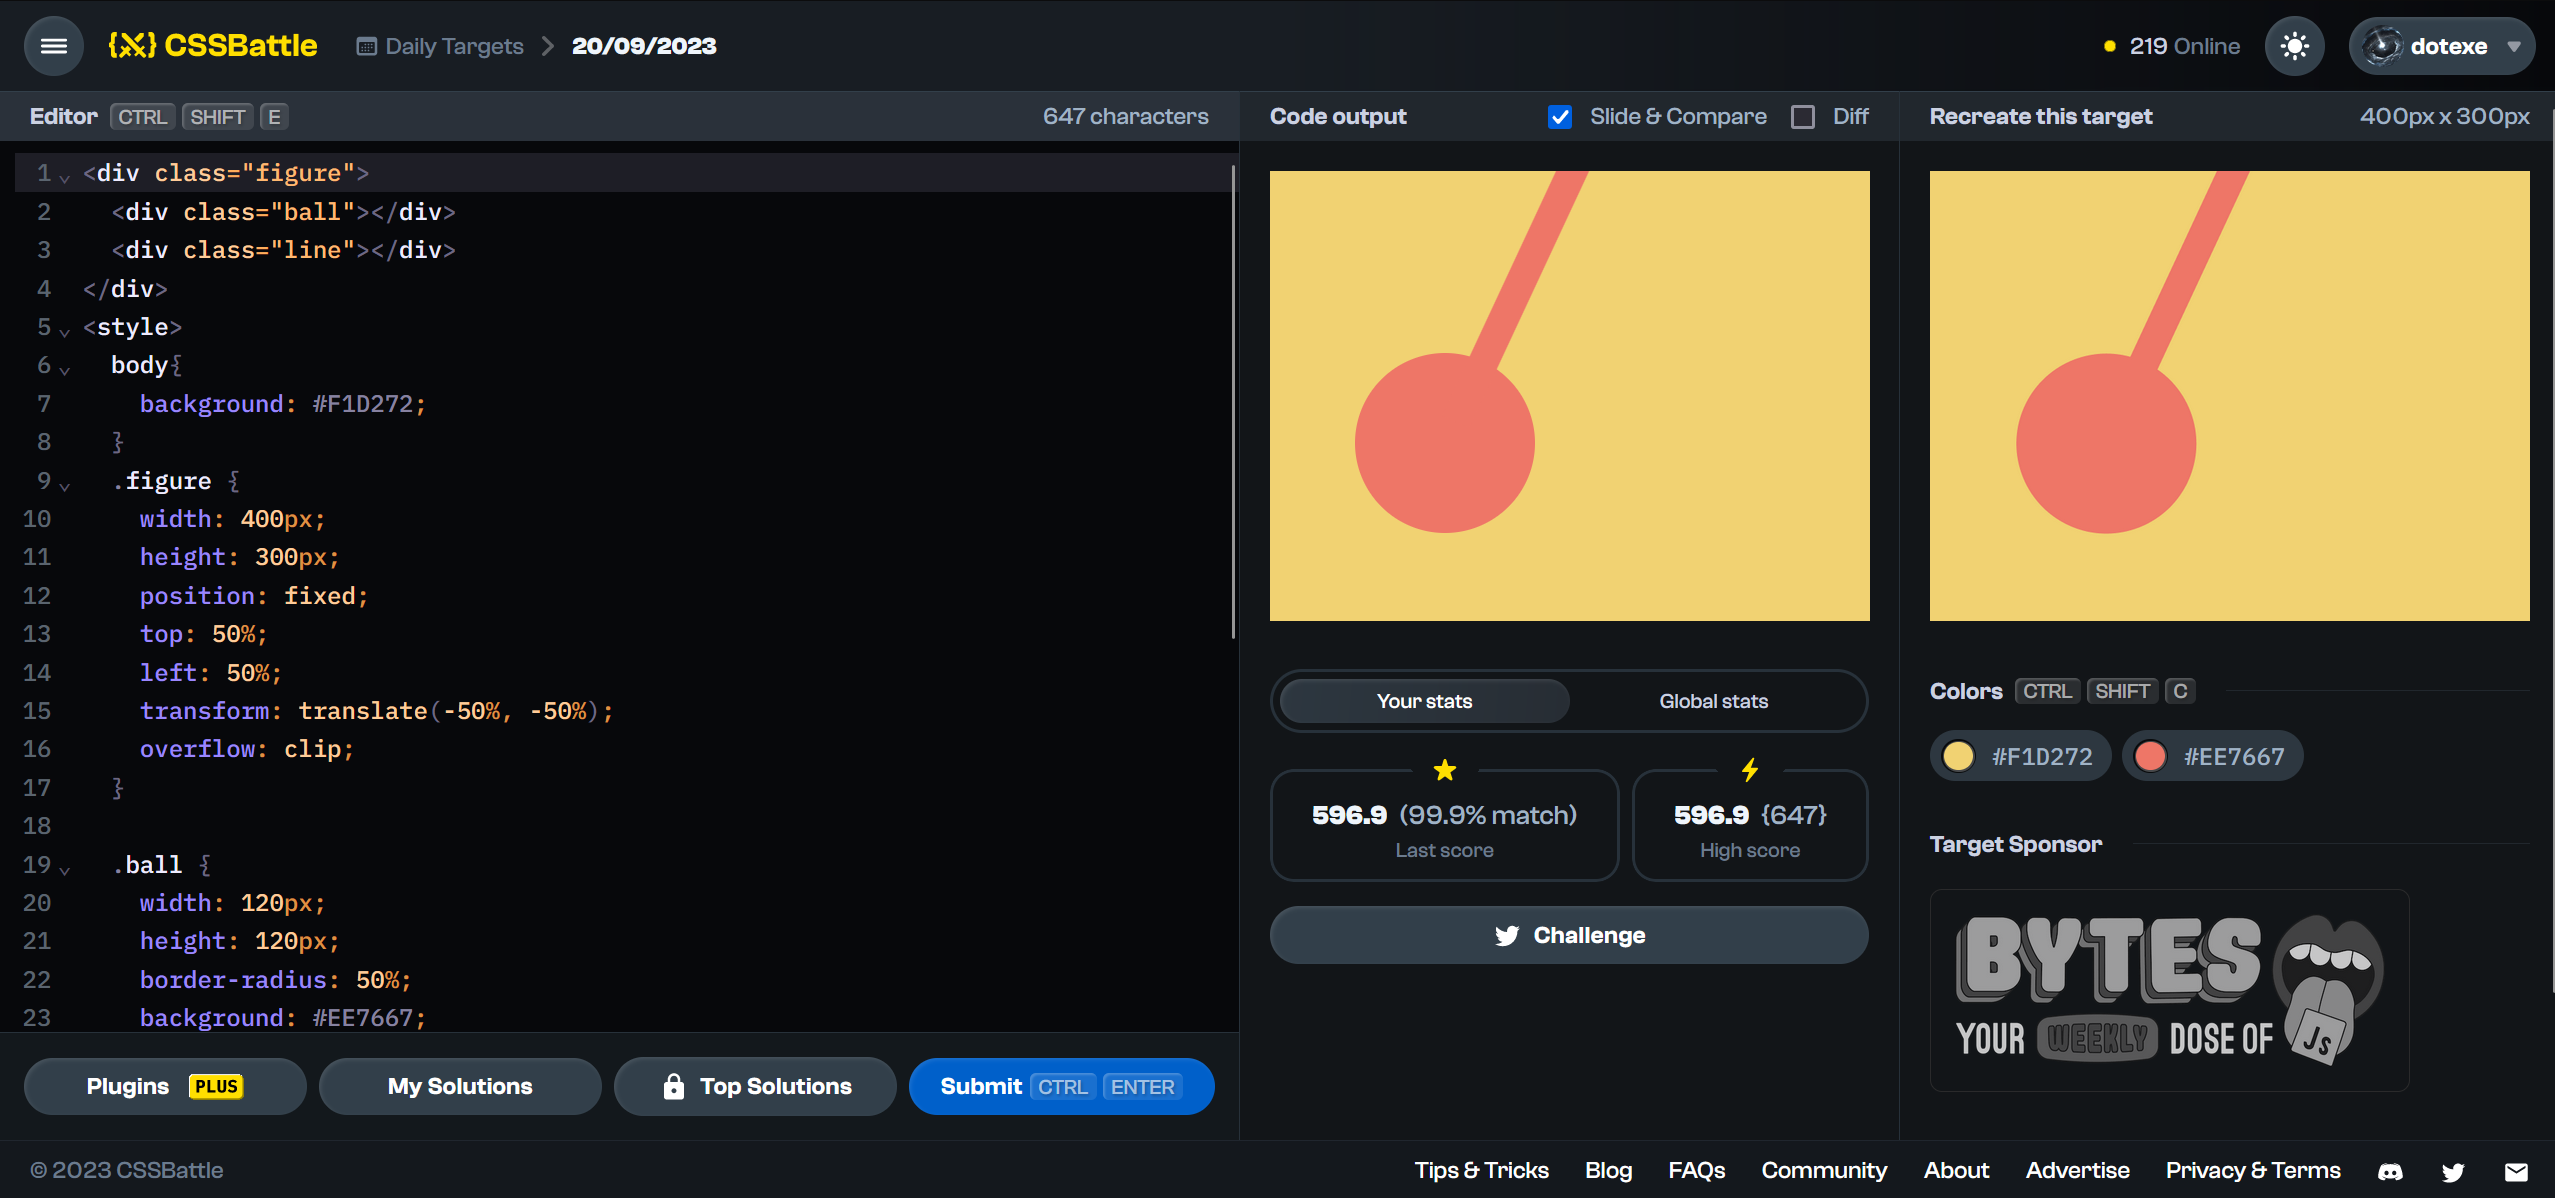 CSSBattle
Daily Targets
20/09/2023
219 Online
dotexe
Editor CTRL SHIFT E
647 characters
Code output
Slide & Compare
Diff
Recreate this target
400px x 300px
1 <div class="figure">
2 <div class="ball"></div>
3 <div class="line"></div>
4 </div>
5 <style>
6 body{
7 background: #F1D272;
8 }
9 .figure {
10 width: 400px;
11 height: 300px;
12 position: fixed;
13 top: 50%;
14 left: 50%;
15 transform: translate(-50%, -50%);
16 overflow: clip;
17 }
18
19 .ball {
20 width: 120px;
21 height: 120px;
22 border-radius: 50%;
23 background: #EE7667;
Plugins PLUS
My Solutions
Top Solutions
Submit CTRL ENTER
Your stats
Global stats
596.9 (99.9% match)
Last score
596.9 {647}
High score
Challenge
Colors CTRL SHIFT C
#F1D272
#EE7667
Target Sponsor
BYTES
YOUR WEEKLY DOSE OF JS
© 2023 CSSBattle
Tips & Tricks
Blog
FAQs
Community
About
Advertise
Privacy & Terms